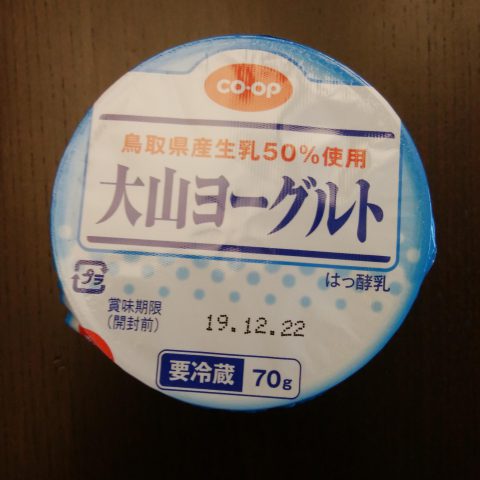 CO-OP
鳥取県産生乳50%使用
大山ヨーグルト
はっ酵乳
プラ
賞味期限
(開封前)
19.12.22
要冷蔵 70g